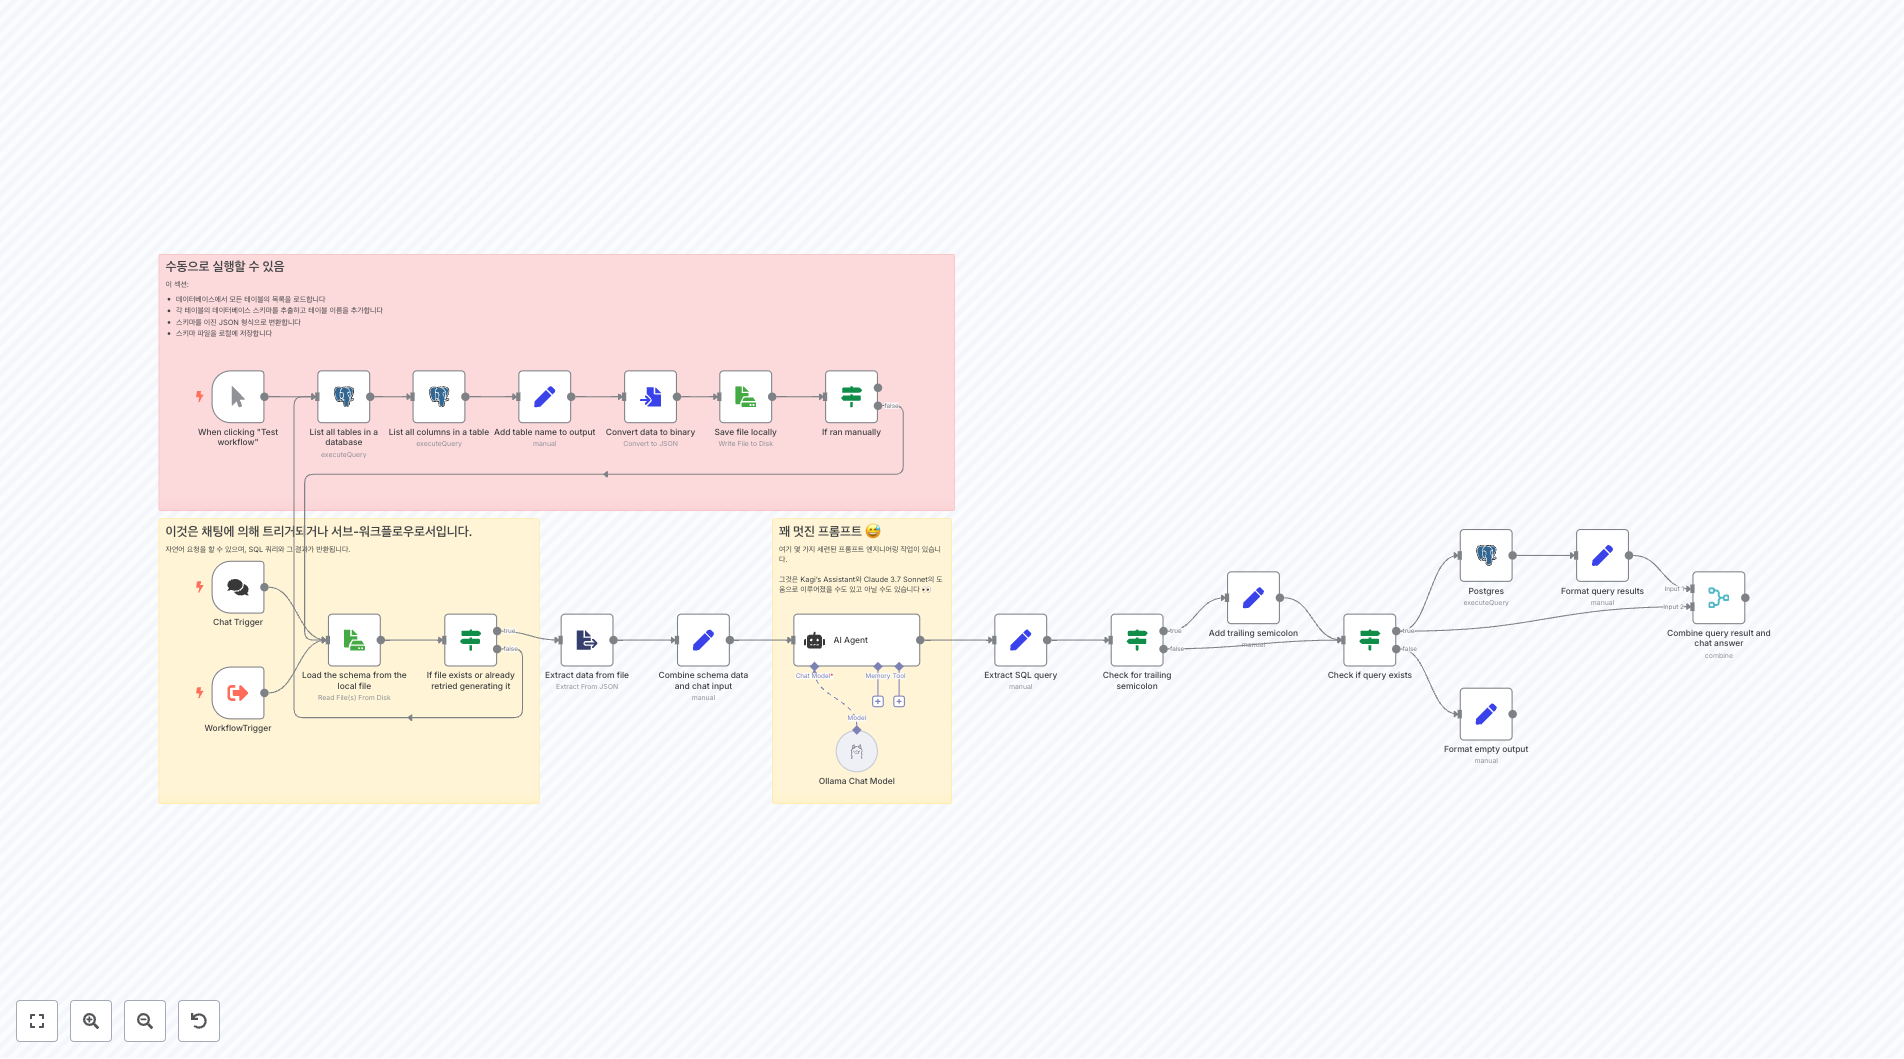 수동으로 실행할 수 있음
이 섹션:
데이터베이스에서 모든 테이블의 목록을 로드합니다
각 테이블의 데이터베이스 스키마를 추출하고 테이블 이름을 추가합니다
스키마를 이진 JSON 형식으로 변환합니다
스키마 파일을 로컬에 저장합니다
When clicking "Test
workflow"
List all tables in a
database
executeQuery
List all columns in a table
executeQuery
Add table name to output
manual
Convert data to binary
Convert to JSON
Save file locally
Write File to Disk
If ran manually
false
이것은 채팅에 의해 트리거되거나 서브-워크플로우로서입니다.
자연어 요청을 할 수 있으며, SQL 쿼리와 그 결과가 반환됩니다.
Chat Trigger
WorkflowTrigger
Load the schema from the
local file
Read File(s) From Disk
true
false
If file exists or already
retried generating it
Extract data from file
Extract From JSON
Combine schema data
and chat input
manual
꽤 멋진 프롬프트 😅
여기 몇 가지 세련된 프롬프트 엔지니어링 작업이 있습니
다.
그것은 Kagi's Assistant와 Claude 3.7 Sonnet의 도
움으로 이루어졌을 수도 있고 아닐 수도 있습니다 👀
AI Agent
Chat Model*
Memory
Tool
Model
Ollama Chat Model
Extract SQL query
manual
true
false
Check for trailing
semicolon
Add trailing semicolon
manual
true
false
Check if query exists
Postgres
executeQuery
Format query results
manual
Input 1
Input 2
Combine query result and
chat answer
combine
Format empty output
manual